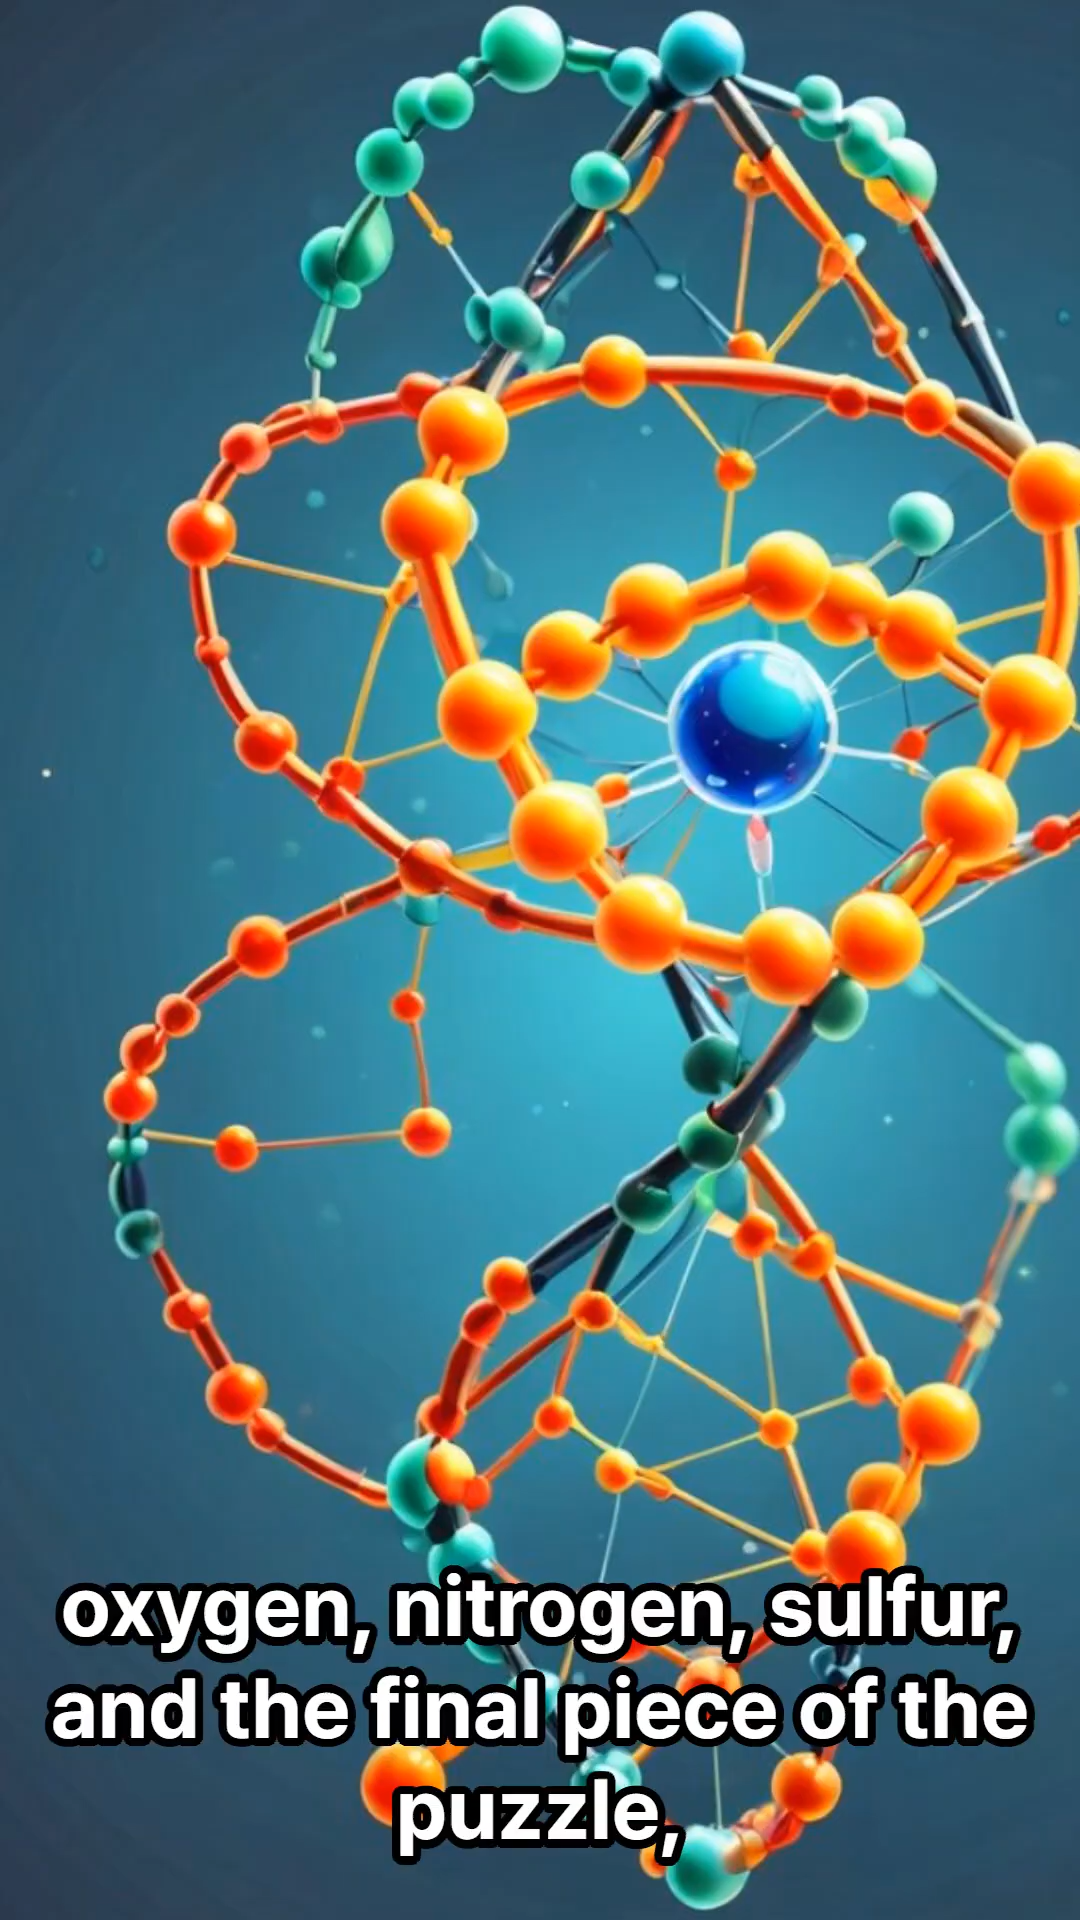 oxygen, nitrogen, sulfur,
and the final piece of the
puzzle,